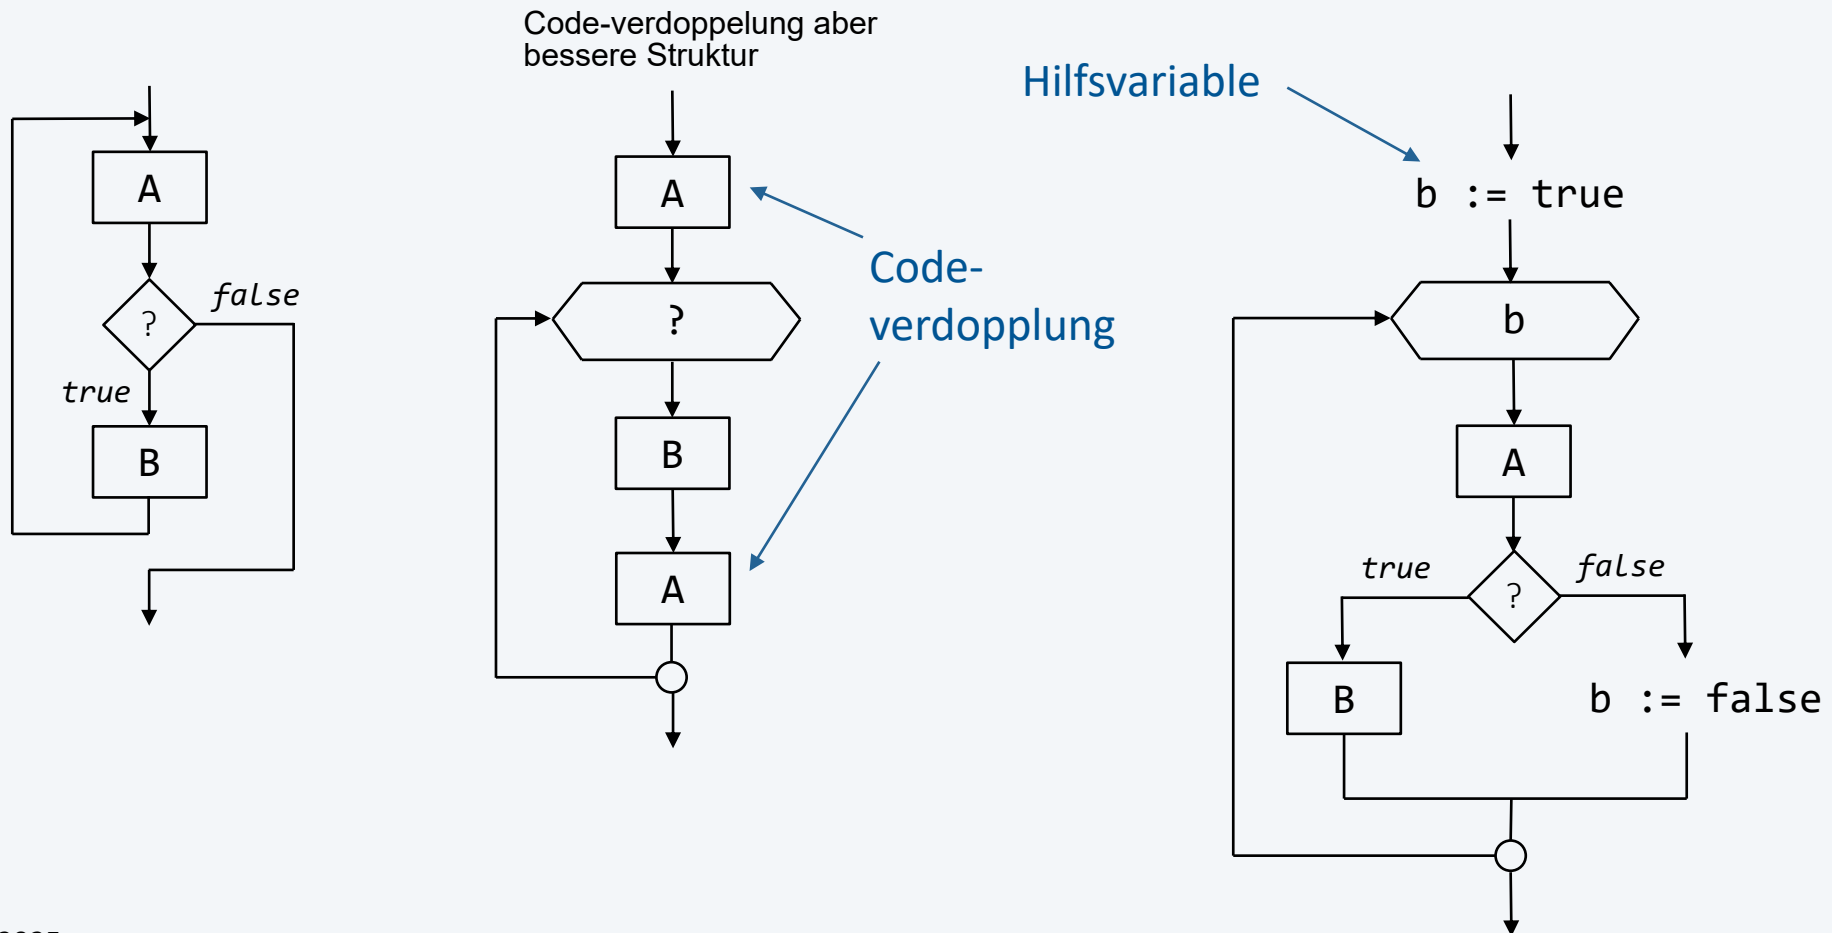 Code-verdoppelung aber
bessere Struktur
A
?
false
true
B
A
?
B
A
Code-
verdopplung
Hilfsvariable
b := true
b
A
true
?
false
B
b := false